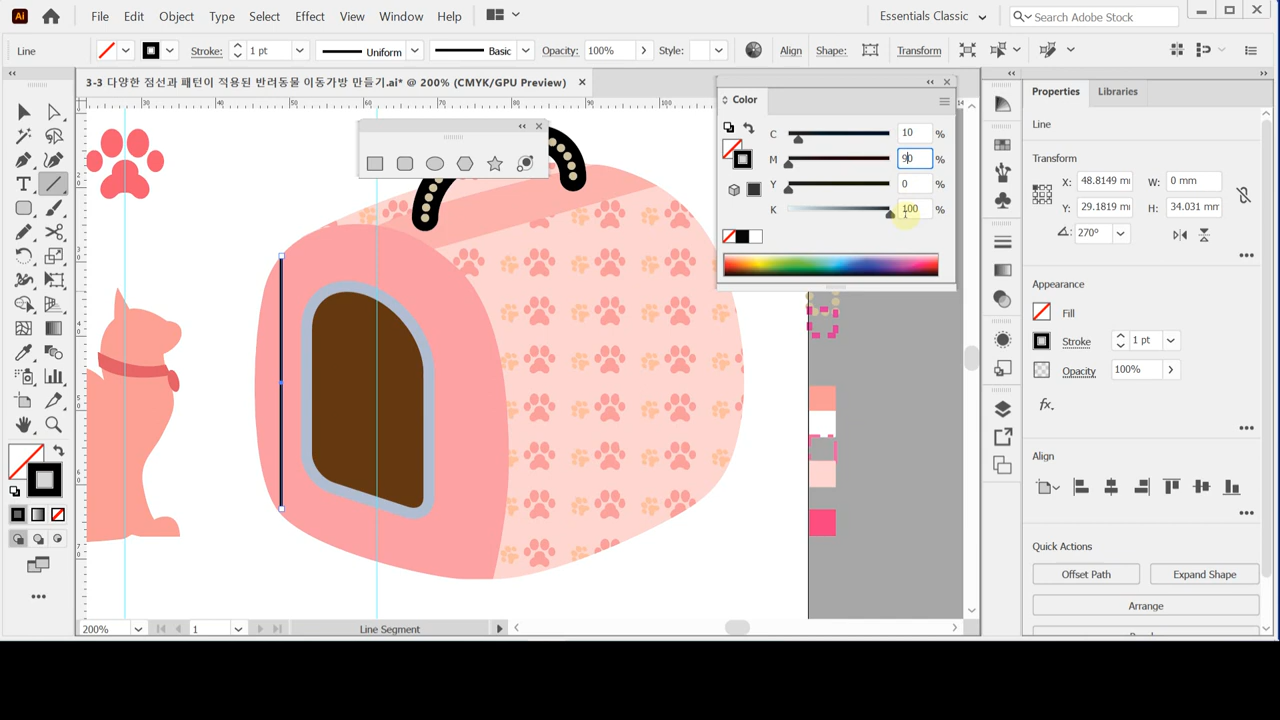 Ai File Edit Object Type Select Effect View Window Help Essentials Classic Search Adobe Stock
Line Stroke: 1 pt Uniform Basic Opacity: 100% Style: Align Shape: Transform
3-3 다양한 점선과 패턴이 적용된 반려동물 이동가방 만들기.ai* @ 200% (CMYK/GPU Preview)
Color
C 10 %
M 90 %
Y 0 %
K 100 %
Properties Libraries
Line
Transform
X: 48.8149 mm W: 0 mm
Y: 29.1819 mm H: 34.031 mm
270°
Appearance
Fill
Stroke 1 pt
Opacity 100%
fx
Align
Quick Actions
Offset Path Expand Shape
Arrange
200% 1 Line Segment